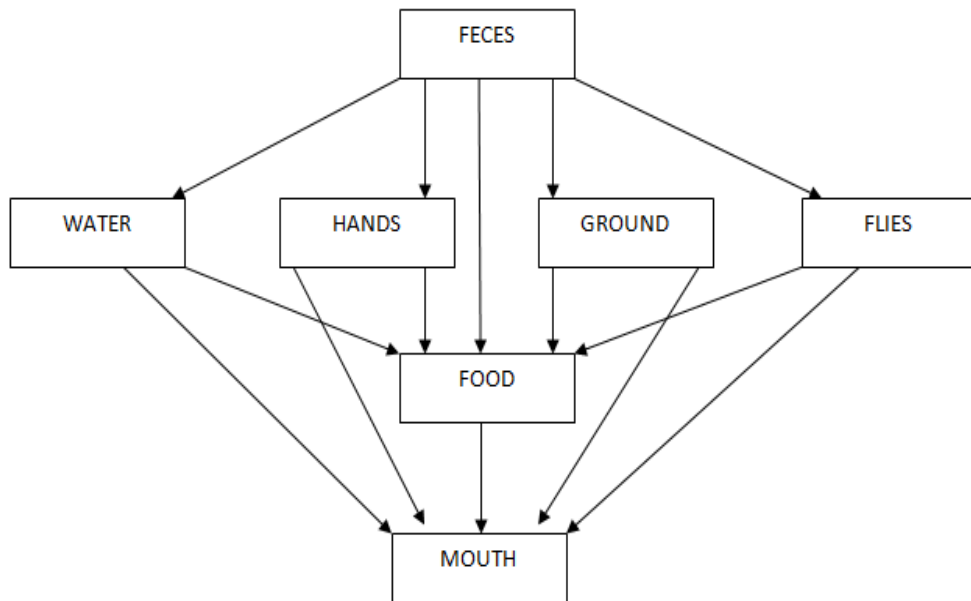 FECES
WATER
HANDS
GROUND
FLIES
FOOD
MOUTH